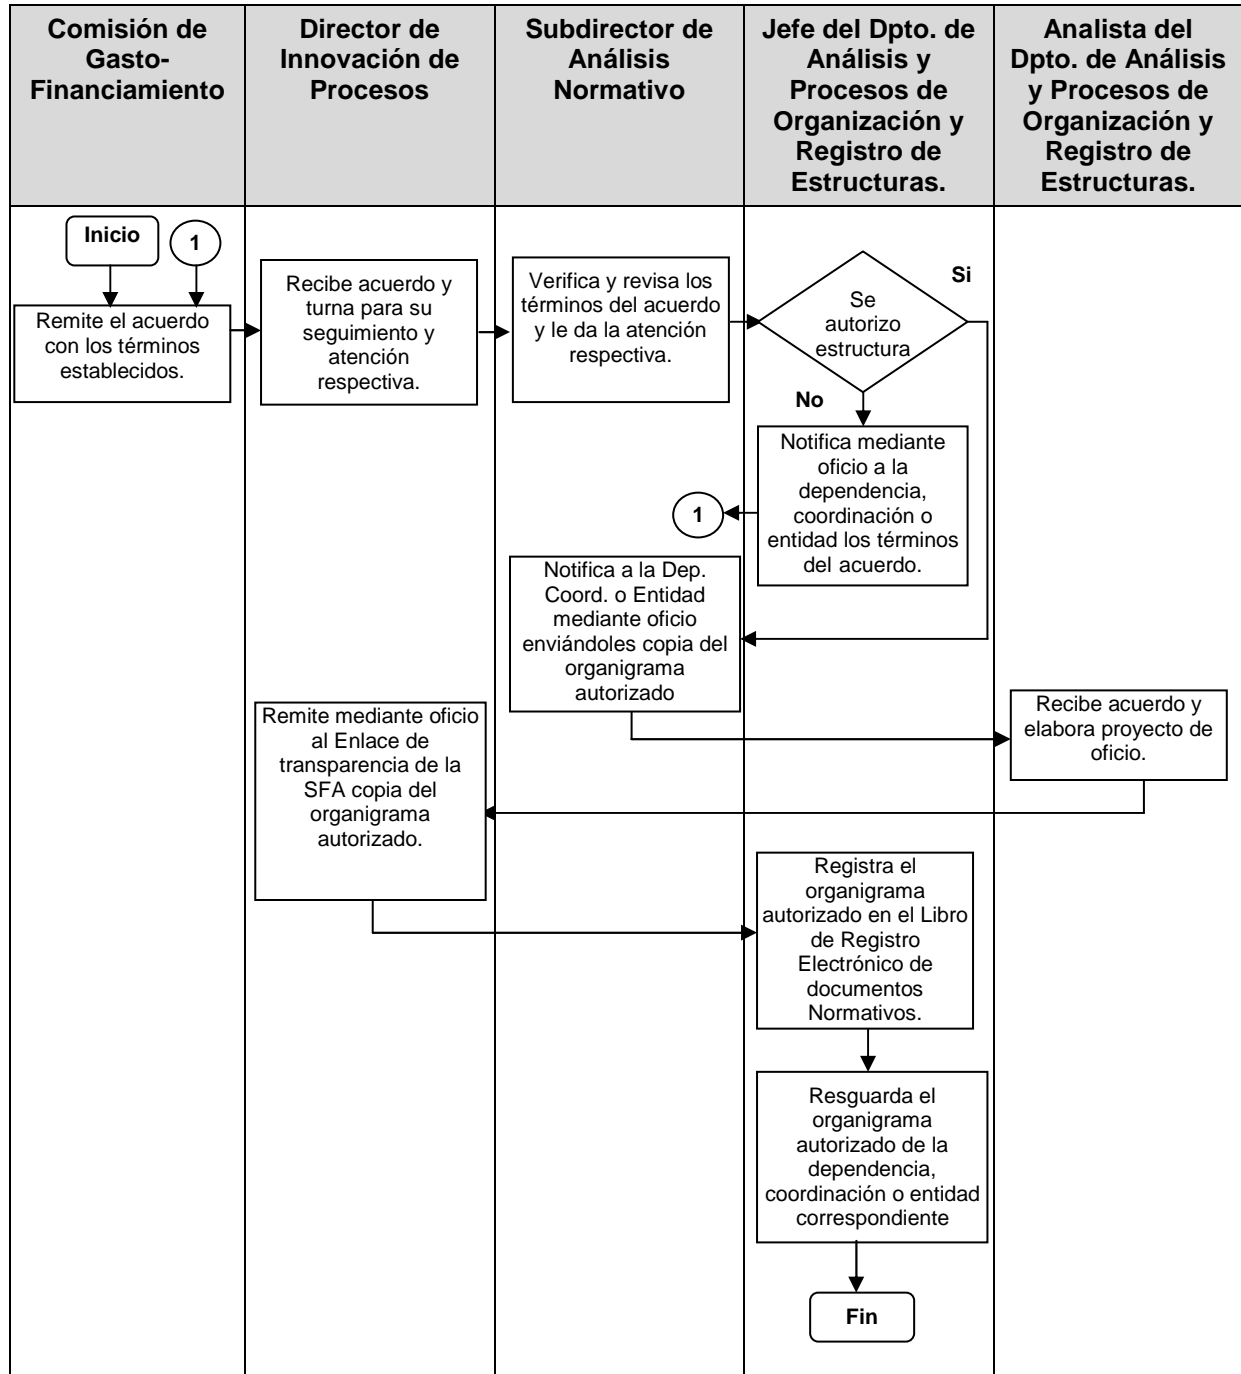 Comisión de
Gasto-
Financiamiento
Director de
Innovación de
Procesos
Subdirector de
Análisis
Normativo
Jefe del Dpto. de
Análisis y
Procesos de
Organización y
Registro de
Estructuras.
Analista del
Dpto. de Análisis
y Procesos de
Organización y
Registro de
Estructuras.
Inicio
1
Remite el acuerdo
con los términos
establecidos.
Recibe acuerdo y
turna para su
seguimiento y
atención
respectiva.
Verifica y revisa los
términos del acuerdo
y le da la atención
respectiva.
Se
autorizo
estructura
Si
No
Notifica mediante
oficio a la
dependencia,
coordinación o
entidad los términos
del acuerdo.
1
Notifica a la Dep.
Coord. o Entidad
mediante oficio
enviándoles copia del
organigrama
autorizado
Recibe acuerdo y
elabora proyecto de
oficio.
Remite mediante oficio
al Enlace de
transparencia de la
SFA copia del
organigrama
autorizado.
Registra el
organigrama
autorizado en el Libro
de Registro
Electrónico de
documentos
Normativos.
Resguarda el
organigrama
autorizado de la
dependencia,
coordinación o entidad
correspondiente
Fin